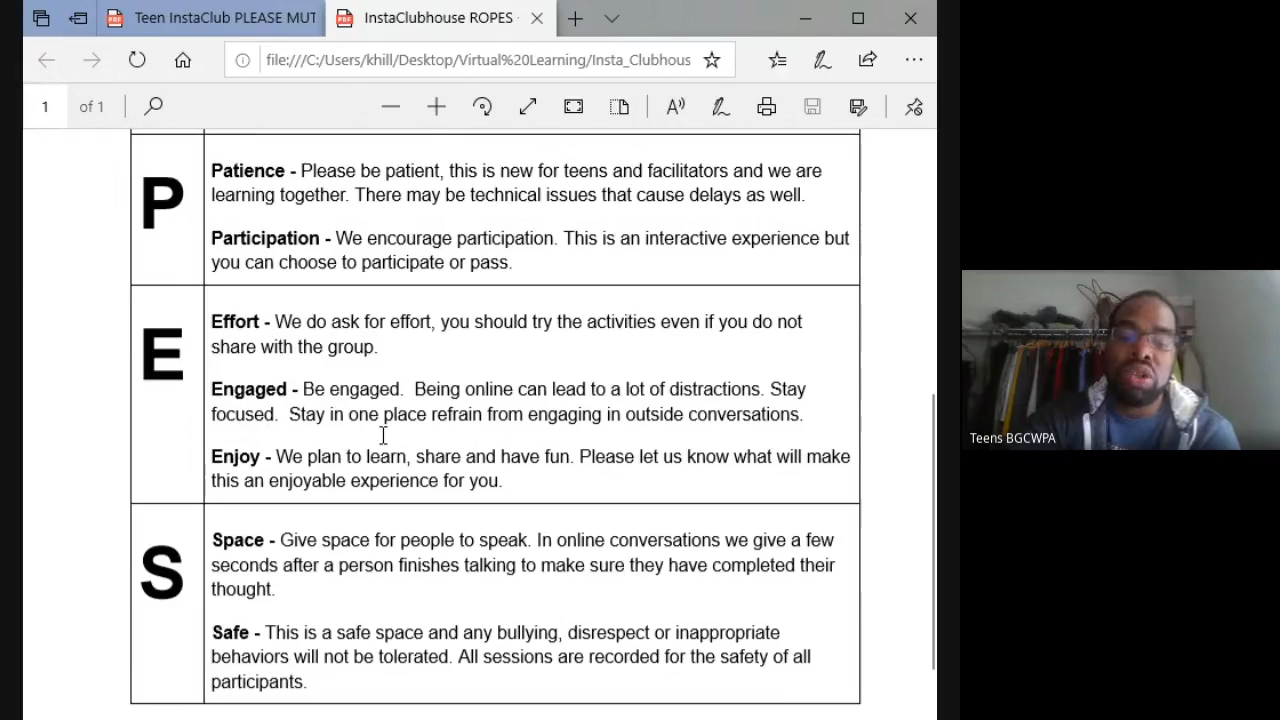 Teen InstaClub PLEASE MUT
InstaClubhouse ROPES
file:///C:/Users/khill/Desktop/Virtual%20Learning/Insta_Clubhous
1 of 1
P
Patience - Please be patient, this is new for teens and facilitators and we are
learning together. There may be technical issues that cause delays as well.
Participation - We encourage participation. This is an interactive experience but
you can choose to participate or pass.
E
Effort - We do ask for effort, you should try the activities even if you do not
share with the group.
Engaged - Be engaged.  Being online can lead to a lot of distractions. Stay
focused.  Stay in one place refrain from engaging in outside conversations.
Enjoy - We plan to learn, share and have fun. Please let us know what will make
this an enjoyable experience for you.
S
Space - Give space for people to speak. In online conversations we give a few
seconds after a person finishes talking to make sure they have completed their
thought.
Safe - This is a safe space and any bullying, disrespect or inappropriate
behaviors will not be tolerated. All sessions are recorded for the safety of all
participants.
Teens BGCWPA